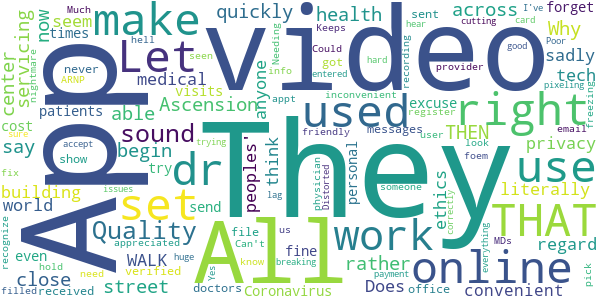 They
video
App
All
THAT
right
use
used
online
work
make
Let
set
dr
sound
Quality
Ascension
servicing
center
now
seem
times
never
medical
patients
visits
able
cost
say
begin
try
building
world
even
close
street
received
filled
WALK
verified
doctors
send
file
Can't
fine
rather
Does
Coronavirus
office
convenient
regard
literally
ethics
personal
think
anyone
peoples'
privacy
THEN
excuse
messages
friendly
tech
sadly
Why
forget
across
health
quickly
Much
hell
nightmare
ARNP
seen
info
entered
Needing
appt
Could
Keeps
got
inconvenient
hard
recording
provider
sent
hear
cutting
card
I've
Poor
good
pixeling
freezing
email
register
user
look
foem
correctly
everything
MDs
pick
payment
someone
physician
Distorted
lag
trying
us
breaking
know
huge
Yes
need
appreciated
issues
show
accept
sure
fix
recognize
hold